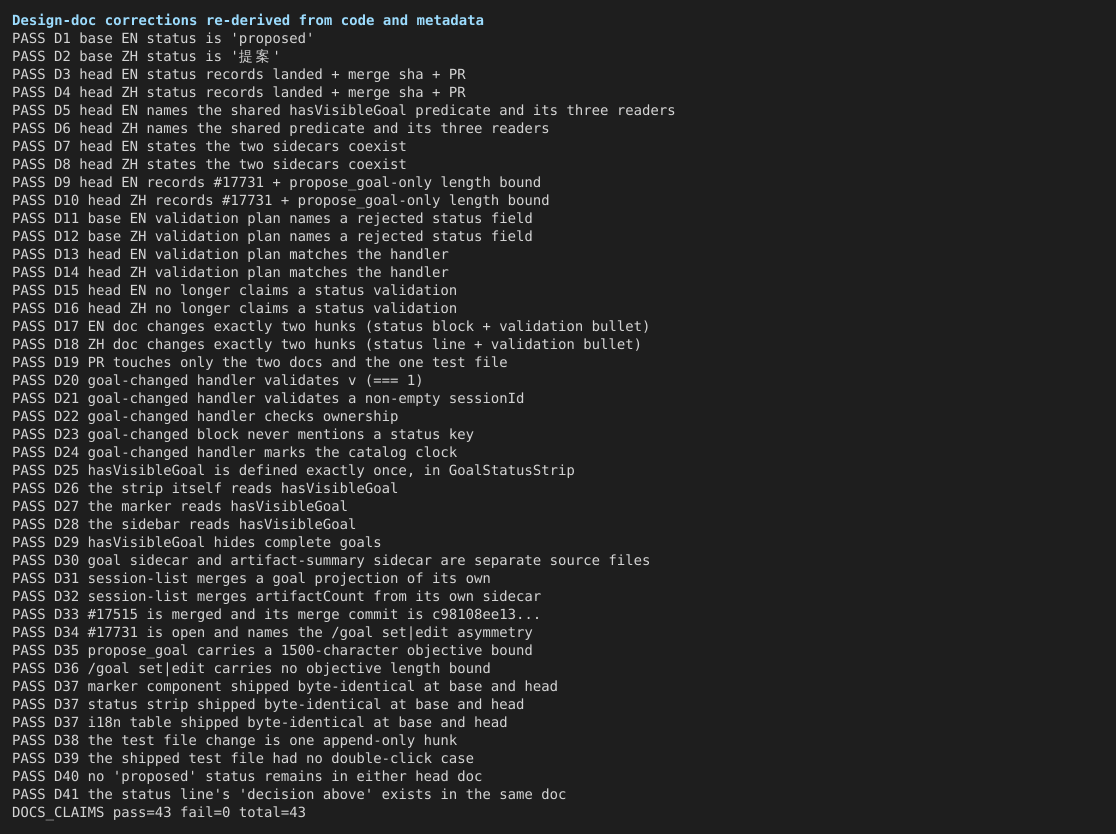 Design-doc corrections re-derived from code and metadata
PASS D1 base EN status is 'proposed'
PASS D2 base ZH status is '提案'
PASS D3 head EN status records landed + merge sha + PR
PASS D4 head ZH status records landed + merge sha + PR
PASS D5 head EN names the shared hasVisibleGoal predicate and its three readers
PASS D6 head ZH names the shared predicate and its three readers
PASS D7 head EN states the two sidecars coexist
PASS D8 head ZH states the two sidecars coexist
PASS D9 head EN records #17731 + propose_goal-only length bound
PASS D10 head ZH records #17731 + propose_goal-only length bound
PASS D11 base EN validation plan names a rejected status field
PASS D12 base ZH validation plan names a rejected status field
PASS D13 head EN validation plan matches the handler
PASS D14 head ZH validation plan matches the handler
PASS D15 head EN no longer claims a status validation
PASS D16 head ZH no longer claims a status validation
PASS D17 EN doc changes exactly two hunks (status block + validation bullet)
PASS D18 ZH doc changes exactly two hunks (status line + validation bullet)
PASS D19 PR touches only the two docs and the one test file
PASS D20 goal-changed handler validates v (=== 1)
PASS D21 goal-changed handler validates a non-empty sessionId
PASS D22 goal-changed handler checks ownership
PASS D23 goal-changed block never mentions a status key
PASS D24 goal-changed handler marks the catalog clock
PASS D25 hasVisibleGoal is defined exactly once, in GoalStatusStrip
PASS D26 the strip itself reads hasVisibleGoal
PASS D27 the marker reads hasVisibleGoal
PASS D28 the sidebar reads hasVisibleGoal
PASS D29 hasVisibleGoal hides complete goals
PASS D30 goal sidecar and artifact-summary sidecar are separate source files
PASS D31 session-list merges a goal projection of its own
PASS D32 session-list merges artifactCount from its own sidecar
PASS D33 #17515 is merged and its merge commit is c98108ee13...
PASS D34 #17731 is open and names the /goal set|edit asymmetry
PASS D35 propose_goal carries a 1500-character objective bound
PASS D36 /goal set|edit carries no objective length bound
PASS D37 marker component shipped byte-identical at base and head
PASS D37 status strip shipped byte-identical at base and head
PASS D37 i18n table shipped byte-identical at base and head
PASS D38 the test file change is one append-only hunk
PASS D39 the shipped test file had no double-click case
PASS D40 no 'proposed' status remains in either head doc
PASS D41 the status line's 'decision above' exists in the same doc
DOCS_CLAIMS pass=43 fail=0 total=43